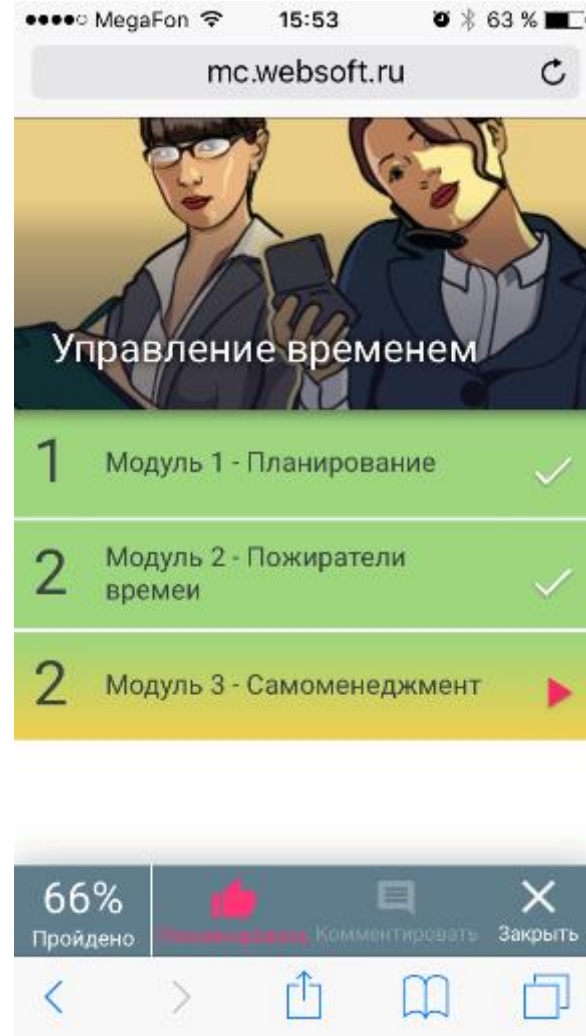 MegaFon 15:53 63 %
mc.websoft.ru
Управление временем
1 Модуль 1 - Планирование
2 Модуль 2 - Пожиратели
времеи
2 Модуль 3 - Самоменеджмент
66%
Пройдено Комментировать Закрыть